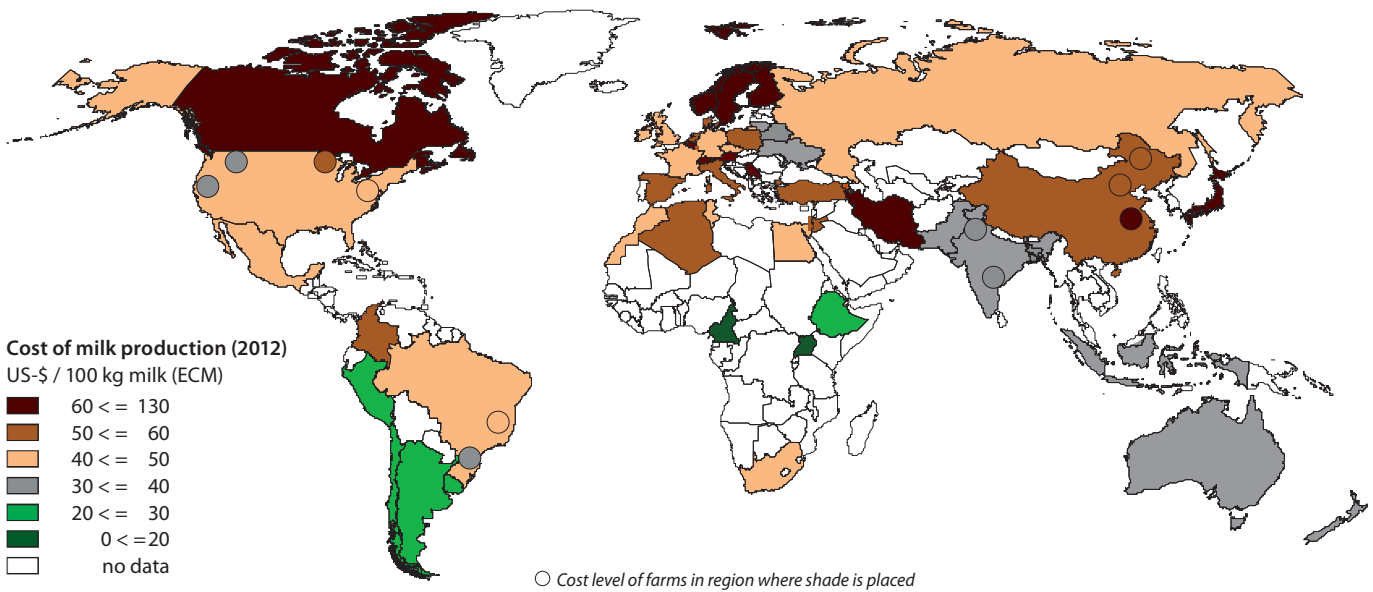 Cost of milk production (2012)
US-$ / 100 kg milk (ECM)
60 < = 130
50 < = 60
40 < = 50
30 < = 40
20 < = 30
0 < =20
no data
Cost level of farms in region where shade is placed